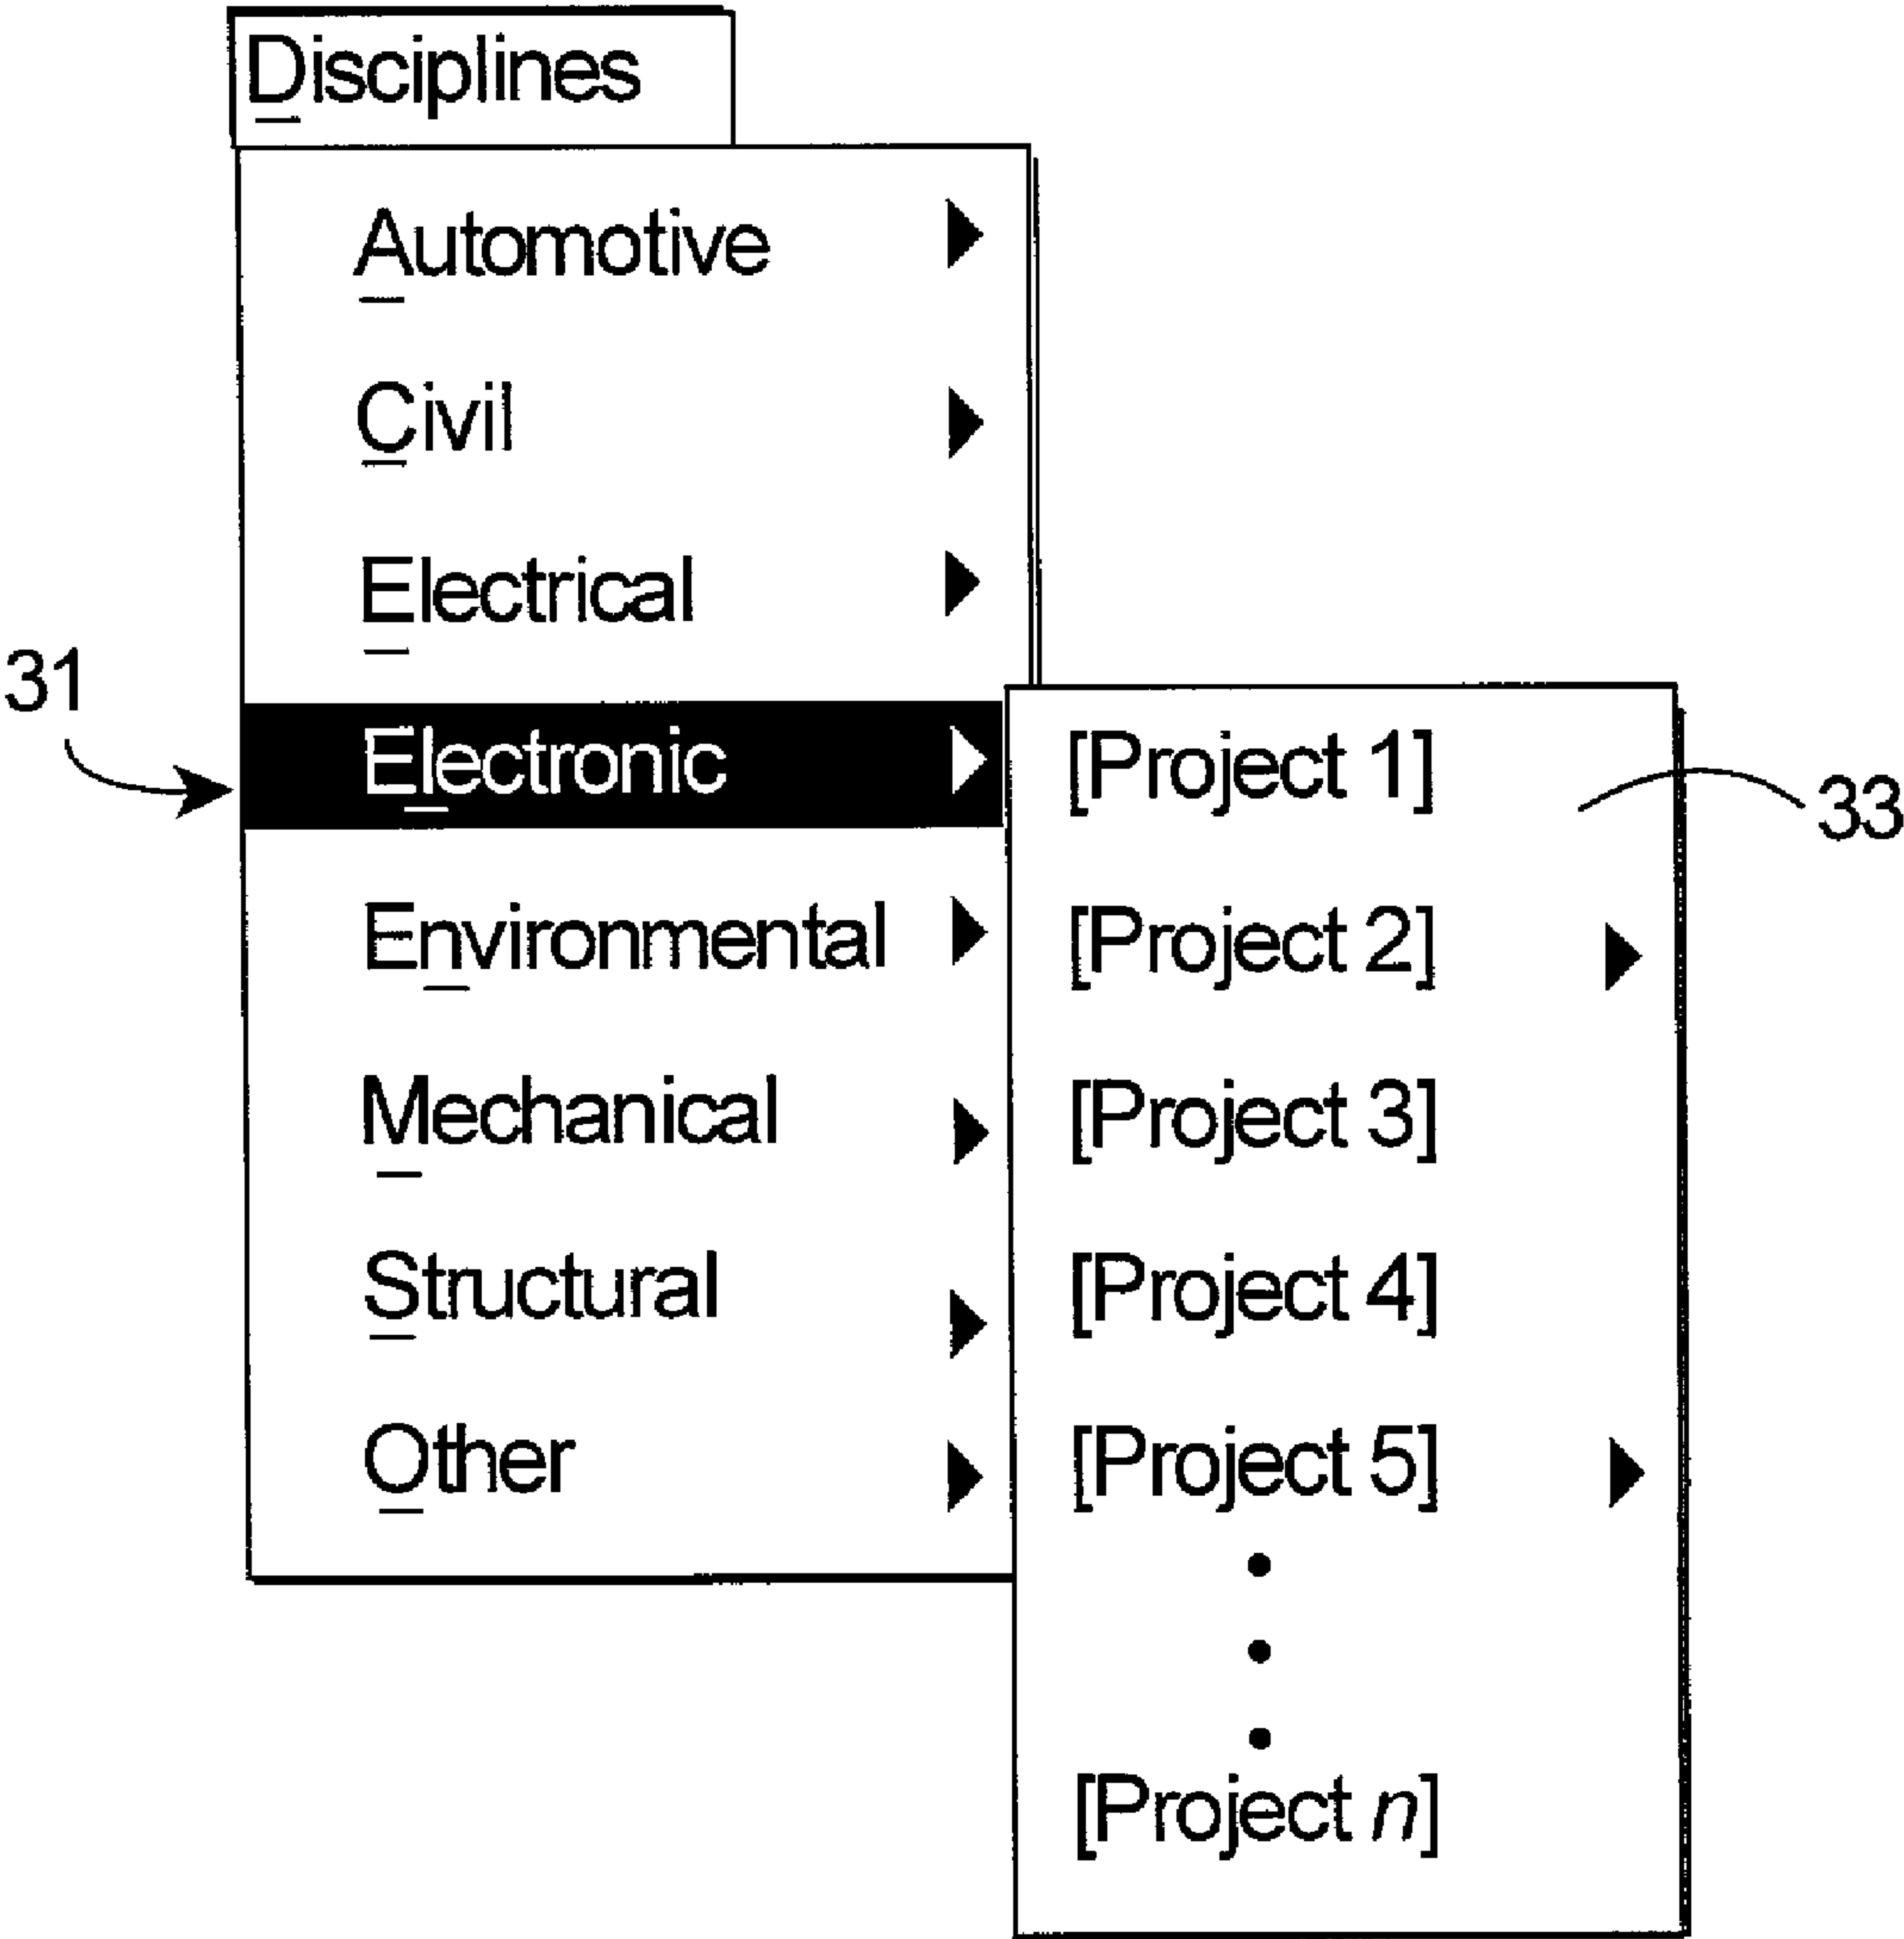 Disciplines
Automotive
Civil
Electrical
31
Electronic
[Project 1]
33
Environmental
[Project 2]
Mechanical
[Project 3]
Structural
[Project 4]
Other
[Project 5]
[Project n]